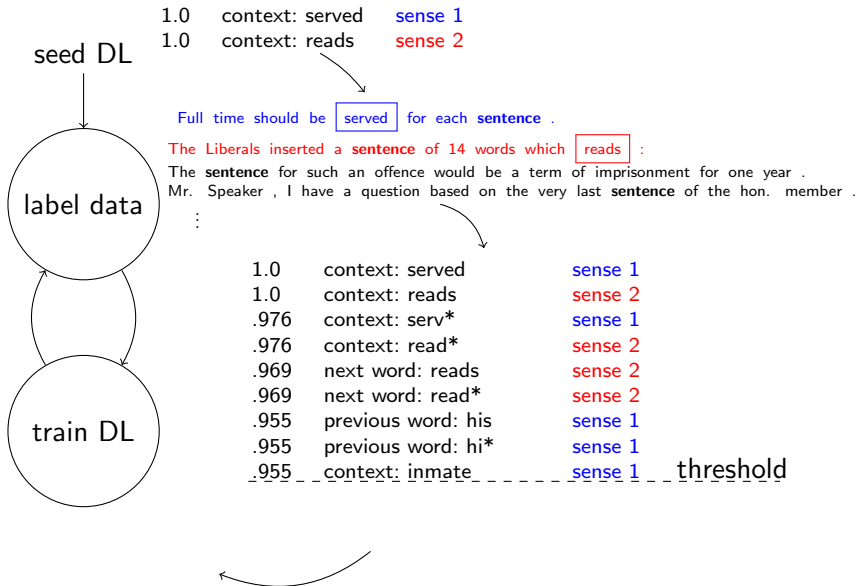 1.0 context: served sense 1
1.0 context: reads sense 2
seed DL
Full time should be served for each sentence .
The Liberals inserted a sentence of 14 words which reads :
The sentence for such an offence would be a term of imprisonment for one year .
Mr. Speaker , I have a question based on the very last sentence of the hon. member .
⋮
label data
1.0 context: served sense 1
1.0 context: reads sense 2
.976 context: serv* sense 1
.976 context: read* sense 2
.969 next word: reads sense 2
.969 next word: read* sense 2
.955 previous word: his sense 1
.955 previous word: hi* sense 1
.955 context: inmate sense 1 threshold
train DL